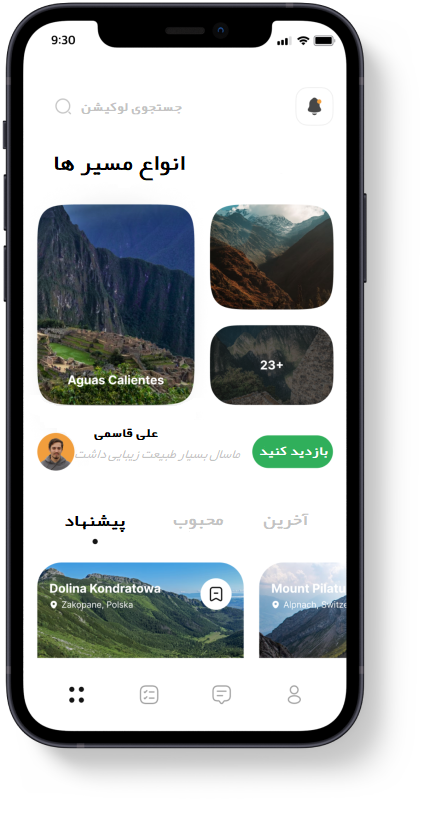 9:30
جستجوی لوکیشن
انواع مسیر ها
Aguas Calientes
23+
علی قاسمی
ماسال بسیار طبیعت زیبایی داشت
بازدید کنید
پیشنهاد
محبوب
آخرین
Dolina Kondratowa
Zakopane, Polska
Mount Pilatu
Alpnach, Switze